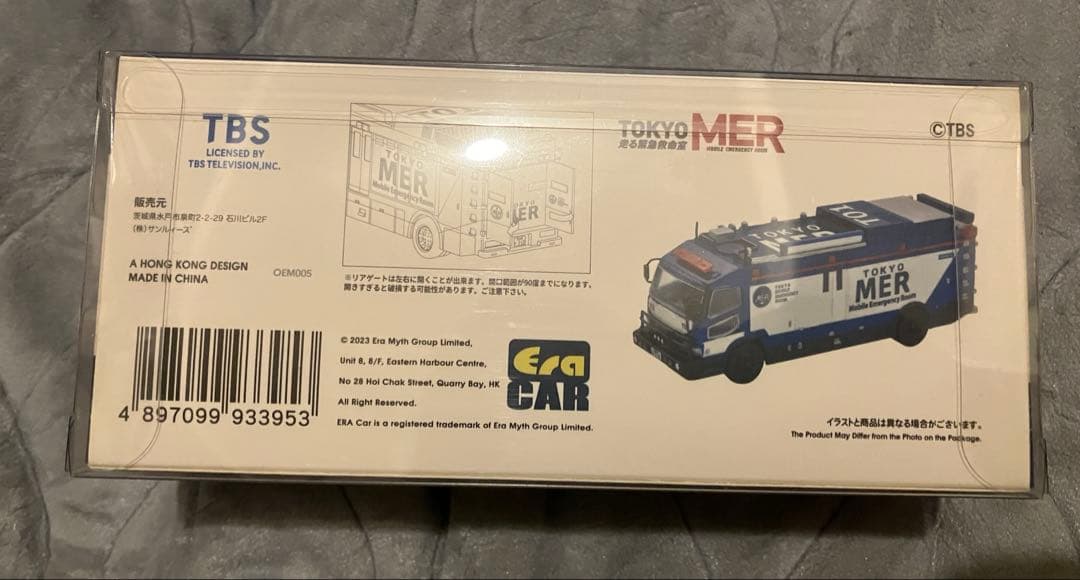 TBS
LICENSED BY
TBS TELEVISION,INC.
販売元
茨城県水戸市泉町2-2-29 石川ビル2F
(株)サンルイーズ
A HONG KONG DESIGN
MADE IN CHINA
OEM005
4 897099 933953
TOKYO
MER
Mobile Emergency Room
MER
※リアゲートは左右に開くことが出来ます。開口範囲が90度までになります。
開きすぎると破損する可能性があります。ご注意下さい。
© 2023 Era Myth Group Limited,
Unit 8, 8/F, Eastern Harbour Centre,
No 28 Hoi Chak Street, Quarry Bay, HK
All Right Reserved.
ERA Car is a registered trademark of Era Myth Group Limited.
Era
CAR
TOKYO MER
走る緊急救命室
MOBILE EMERGENCY ROOM
©TBS
TOKYO
TOKYO
MER
Mobile Emergency Room
イラストと商品は異なる場合がございます。
The Product May Differ from the Photo on the Package.